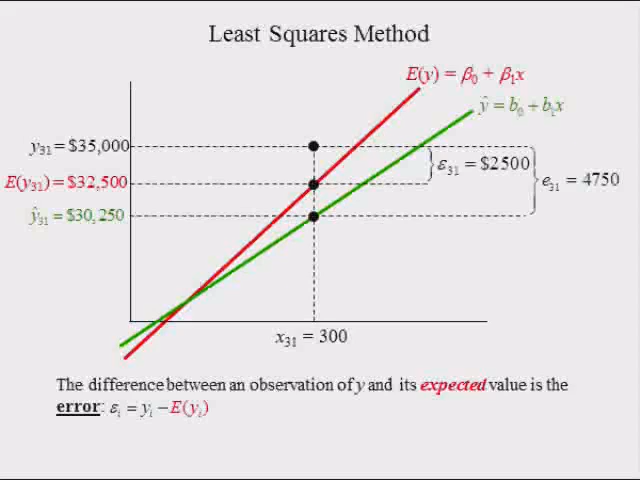 Least Squares Method
E(y) = β₀ + β₁x
ŷ = b₀ + b₁x
y₃₁ = $35,000
ε₃₁ = $2500
E(y₃₁) = $32,500
e₃₁ = 4750
ŷ₃₁ = $30,250
x₃₁ = 300
The difference between an observation of y and its expected value is the
error: εᵢ = yᵢ − E(yᵢ)